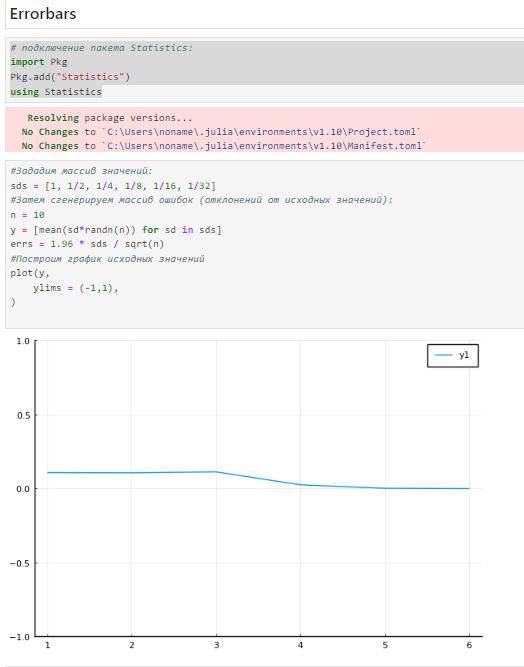 Errorbars
# подключение пакета Statistics:
import Pkg
Pkg.add("Statistics")
using Statistics
Resolving package versions...
No Changes to `C:\Users\noname\.julia\environments\v1.10\Project.toml`
No Changes to `C:\Users\noname\.julia\environments\v1.10\Manifest.toml`
#Зададим массив значений:
sds = [1, 1/2, 1/4, 1/8, 1/16, 1/32]
#Затем сгенерируем массив ошибок (отклонений от исходных значений):
n = 10
y = [mean(sd*randn(n)) for sd in sds]
errs = 1.96 * sds / sqrt(n)
#Построим график исходных значений
plot(y,
    ylims = (-1,1),
)
1.0
y1
0.5
0.0
−0.5
−1.0
1 2 3 4 5 6